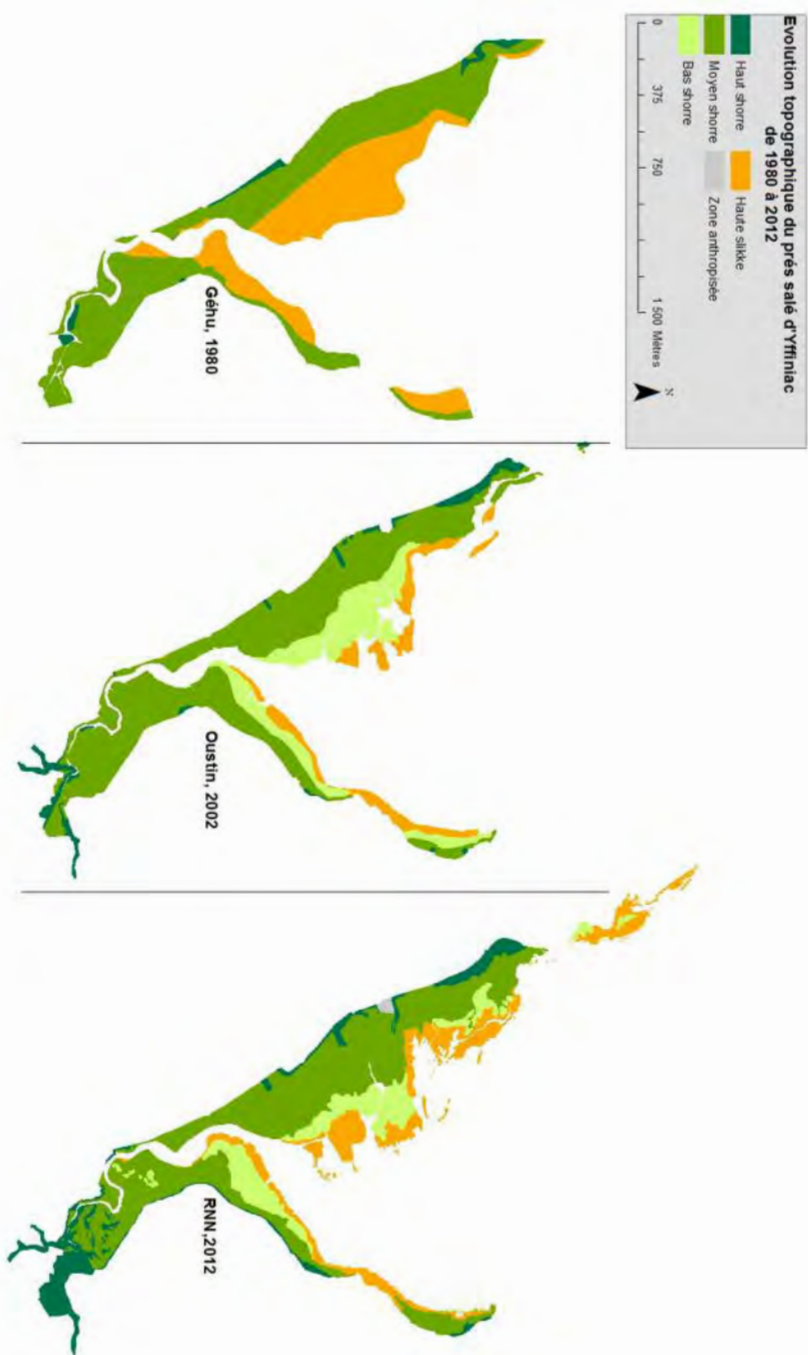 Evolution topographique du prés salé d'Yffiniac
de 1980 à 2012
Haut shorre
Moyen shorre
Bas shorre
Haute slikke
Zone anthropisée
0 375 750 1 500 Mètres
N
Géhu, 1980
Oustin, 2002
RNN,2012